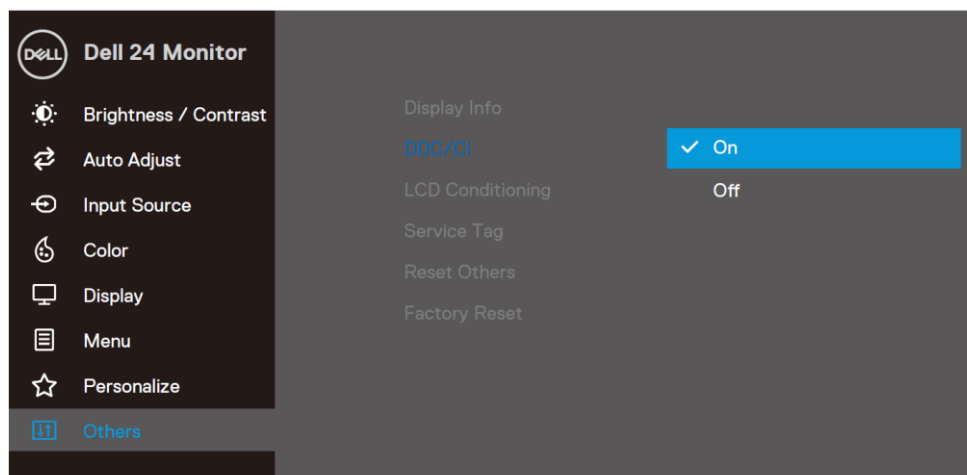 DELL
Dell 24 Monitor
Brightness / Contrast
Auto Adjust
Input Source
Color
Display
Menu
Personalize
Others
Display Info
DDC/CI
LCD Conditioning
Service Tag
Reset Others
Factory Reset
On
Off